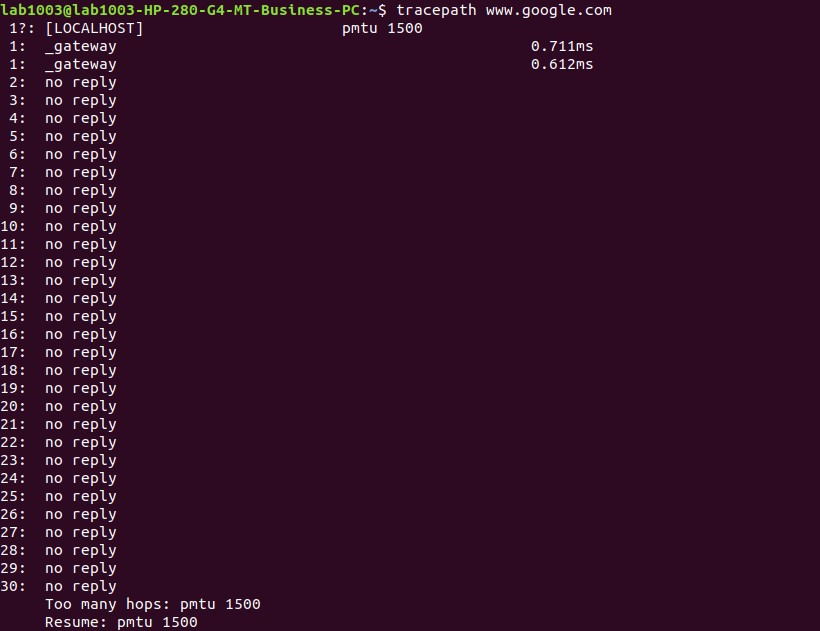 lab1003@lab1003-HP-280-G4-MT-Business-PC:~$ tracepath www.google.com
 1?: [LOCALHOST]                      pmtu 1500
 1:  _gateway                                              0.711ms
 1:  _gateway                                              0.612ms
 2:  no reply
 3:  no reply
 4:  no reply
 5:  no reply
 6:  no reply
 7:  no reply
 8:  no reply
 9:  no reply
10:  no reply
11:  no reply
12:  no reply
13:  no reply
14:  no reply
15:  no reply
16:  no reply
17:  no reply
18:  no reply
19:  no reply
20:  no reply
21:  no reply
22:  no reply
23:  no reply
24:  no reply
25:  no reply
26:  no reply
27:  no reply
28:  no reply
29:  no reply
30:  no reply
     Too many hops: pmtu 1500
     Resume: pmtu 1500